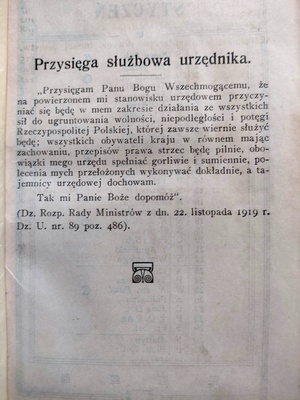 Przysięga służbowa urzędnika.
„Przysięgam Panu Bogu Wszechmogącemu, że
na powierzonem mi stanowisku urzędowem przyczy-
niać się będę w mem zakresie działania ze wszystkich
sił do ugruntowania wolności, niepodległości i potęgi
Rzeczypospolitej Polskiej, której zawsze wiernie służyć
będę; wszystkich obywateli kraju w równem mając
zachowaniu, przepisów prawa strzec będę pilnie, obo-
wiązki mego urzędu spełniać gorliwie i sumiennie, po-
lecenia mych przełożonych wykonywać dokładnie, a ta-
jemnicy urzędowej dochowam.
Tak mi Panie Boże dopomóż”.
(Dz. Rozp. Rady Ministrów z dn. 22. listopada 1919 r.
Dz. U. nr. 89 poz. 486).